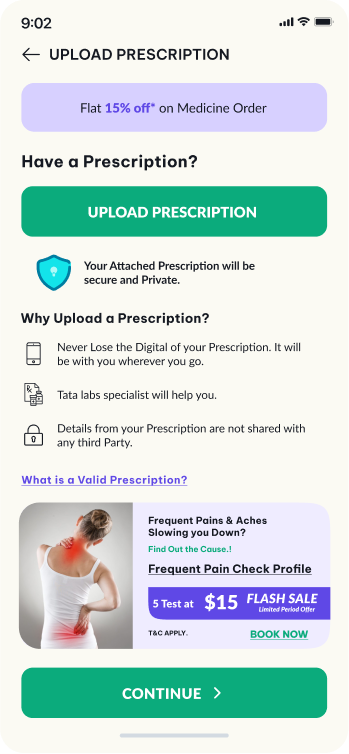 9:02
UPLOAD PRESCRIPTION
Flat 15% off* on Medicine Order
Have a Prescription?
UPLOAD PRESCRIPTION
Your Attached Prescription will be
secure and Private.
Why Upload a Prescription?
Never Lose the Digital of your Prescription. It will
be with you wherever you go.
Tata labs specialist will help you.
Details from your Prescription are not shared with
any third Party.
What is a Valid Prescription?
Frequent Pains & Aches
Slowing you Down?
Find Out the Cause.!
Frequent Pain Check Profile
5 Test at $15 FLASH SALE
Limited Period Offer
T&C APPLY.
BOOK NOW
CONTINUE